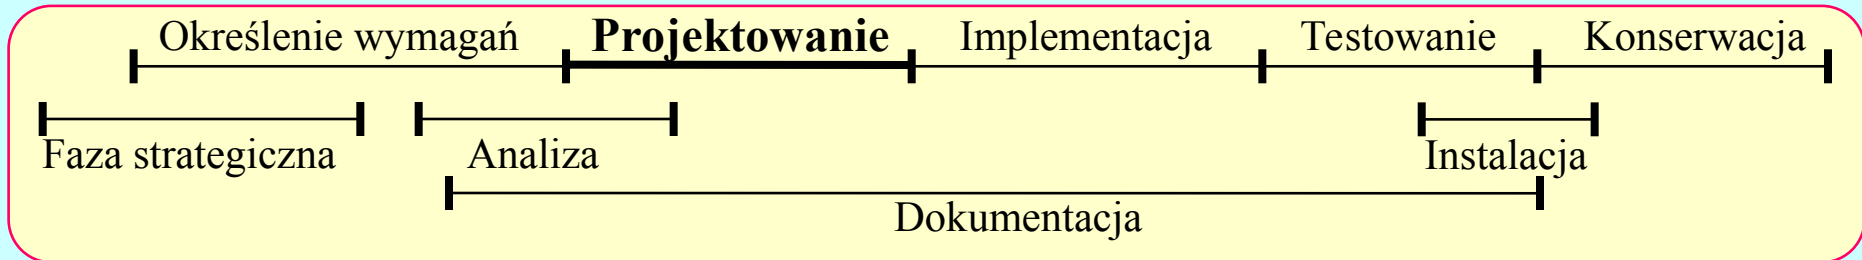 Określenie wymagań Projektowanie Implementacja Testowanie Konserwacja
Faza strategiczna Analiza Instalacja
Dokumentacja